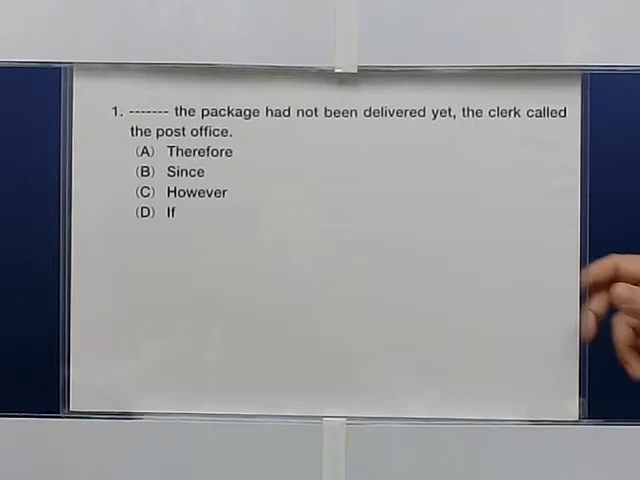 1. ------- the package had not been delivered yet, the clerk called
the post office.
(A) Therefore
(B) Since
(C) However
(D) If